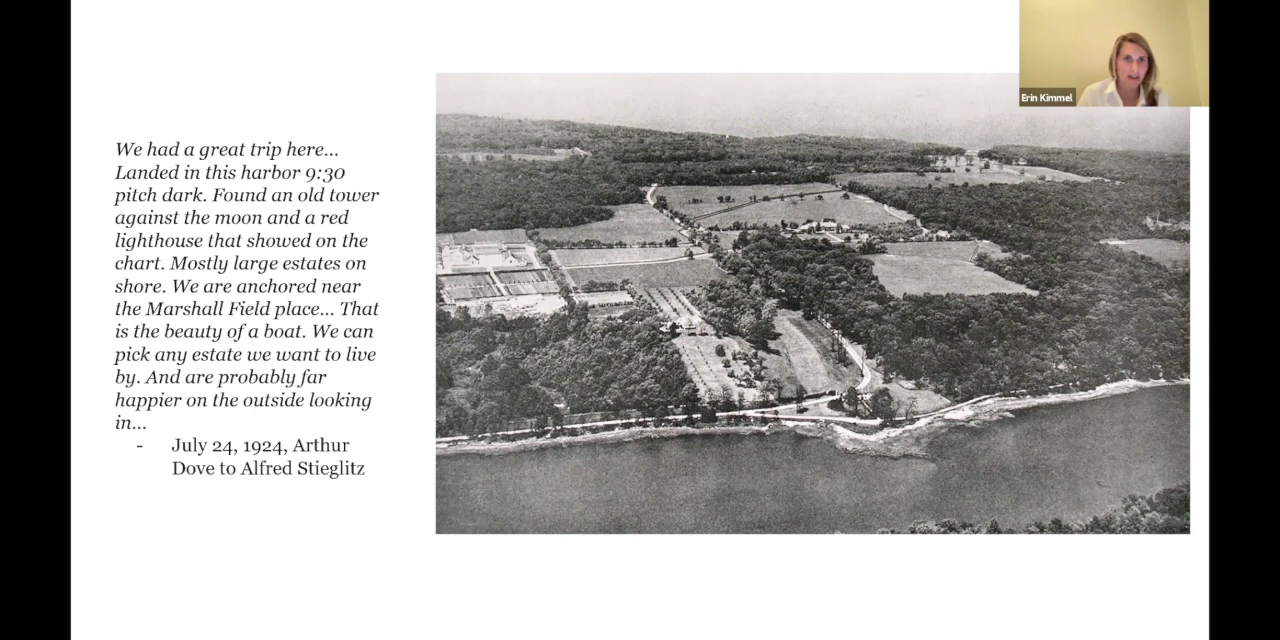 Erin Kimmel
We had a great trip here...
Landed in this harbor 9:30
pitch dark. Found an old tower
against the moon and a red
lighthouse that showed on the
chart. Mostly large estates on
shore. We are anchored near
the Marshall Field place... That
is the beauty of a boat. We can
pick any estate we want to live
by. And are probably far
happier on the outside looking
in...
- July 24, 1924, Arthur
Dove to Alfred Stieglitz